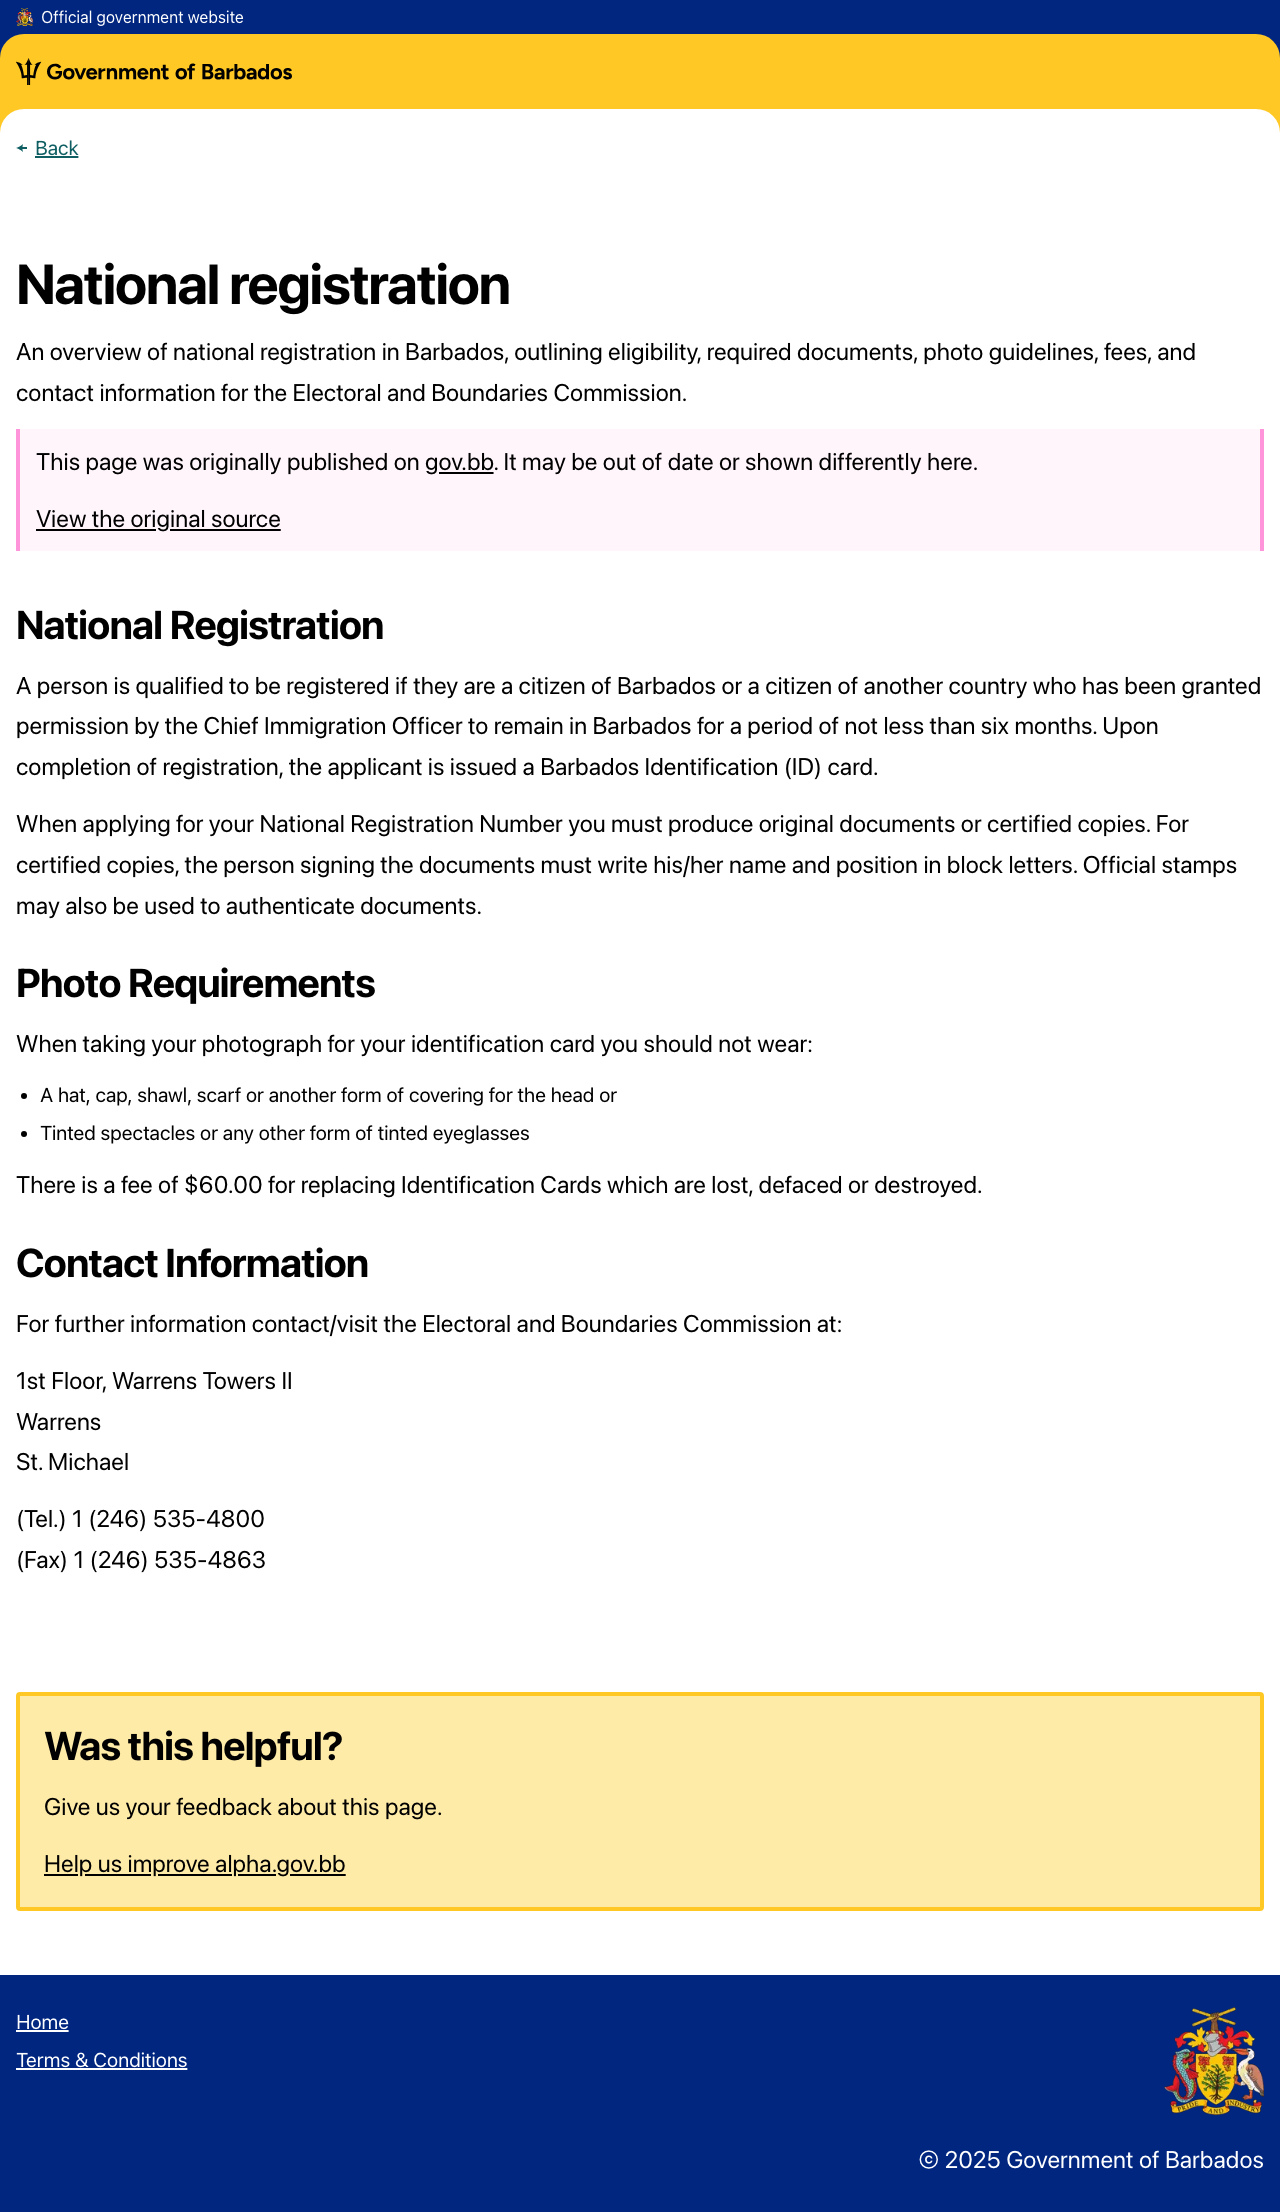 Official government website
Government of Barbados
Back
National registration
An overview of national registration in Barbados, outlining eligibility, required documents, photo guidelines, fees, and
contact information for the Electoral and Boundaries Commission.
This page was originally published on gov.bb. It may be out of date or shown differently here.
View the original source
National Registration
A person is qualified to be registered if they are a citizen of Barbados or a citizen of another country who has been granted
permission by the Chief Immigration Officer to remain in Barbados for a period of not less than six months. Upon
completion of registration, the applicant is issued a Barbados Identification (ID) card.
When applying for your National Registration Number you must produce original documents or certified copies. For
certified copies, the person signing the documents must write his/her name and position in block letters. Official stamps
may also be used to authenticate documents.
Photo Requirements
When taking your photograph for your identification card you should not wear:
• A hat, cap, shawl, scarf or another form of covering for the head or
• Tinted spectacles or any other form of tinted eyeglasses
There is a fee of $60.00 for replacing Identification Cards which are lost, defaced or destroyed.
Contact Information
For further information contact/visit the Electoral and Boundaries Commission at:
1st Floor, Warrens Towers II
Warrens
St. Michael
(Tel.) 1 (246) 535-4800
(Fax) 1 (246) 535-4863
Was this helpful?
Give us your feedback about this page.
Help us improve alpha.gov.bb
Home
Terms & Conditions
PRIDE AND INDUSTRY
© 2025 Government of Barbados